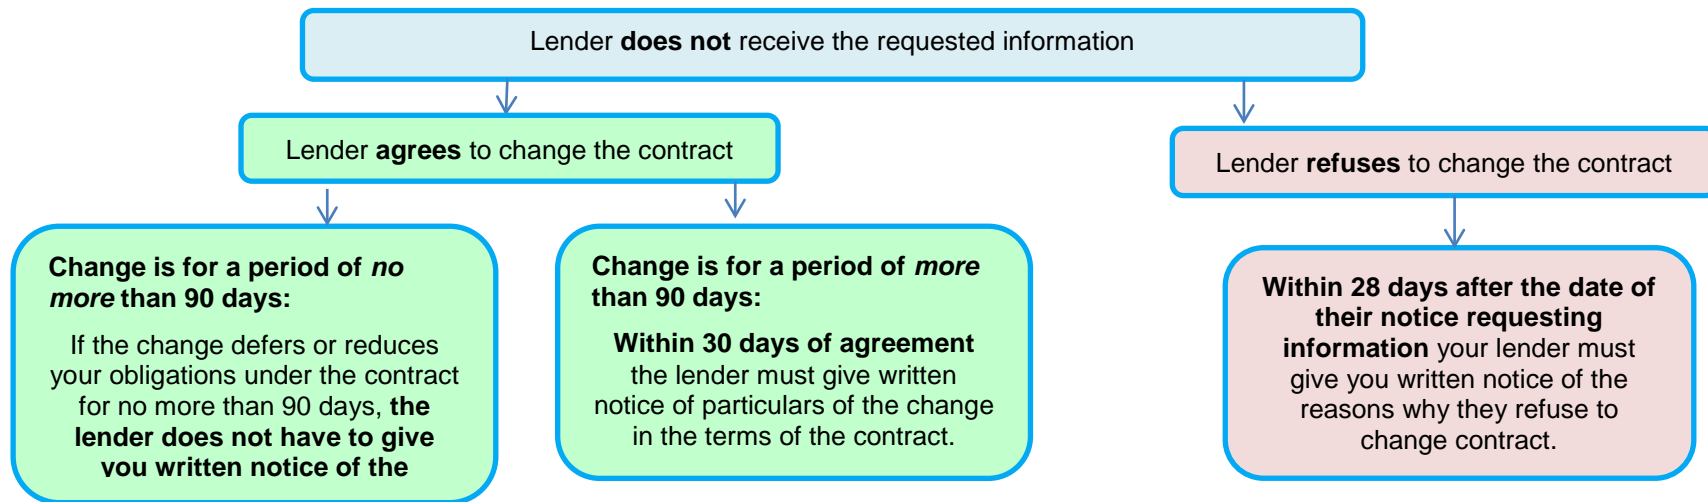 Lender does not receive the requested information
Lender agrees to change the contract
Lender refuses to change the contract
Change is for a period of no
more than 90 days:
If the change defers or reduces
your obligations under the contract
for no more than 90 days, the
lender does not have to give
you written notice of the
Change is for a period of more
than 90 days:
Within 30 days of agreement
the lender must give written
notice of particulars of the change
in the terms of the contract.
Within 28 days after the date of
their notice requesting
information your lender must
give you written notice of the
reasons why they refuse to
change contract.